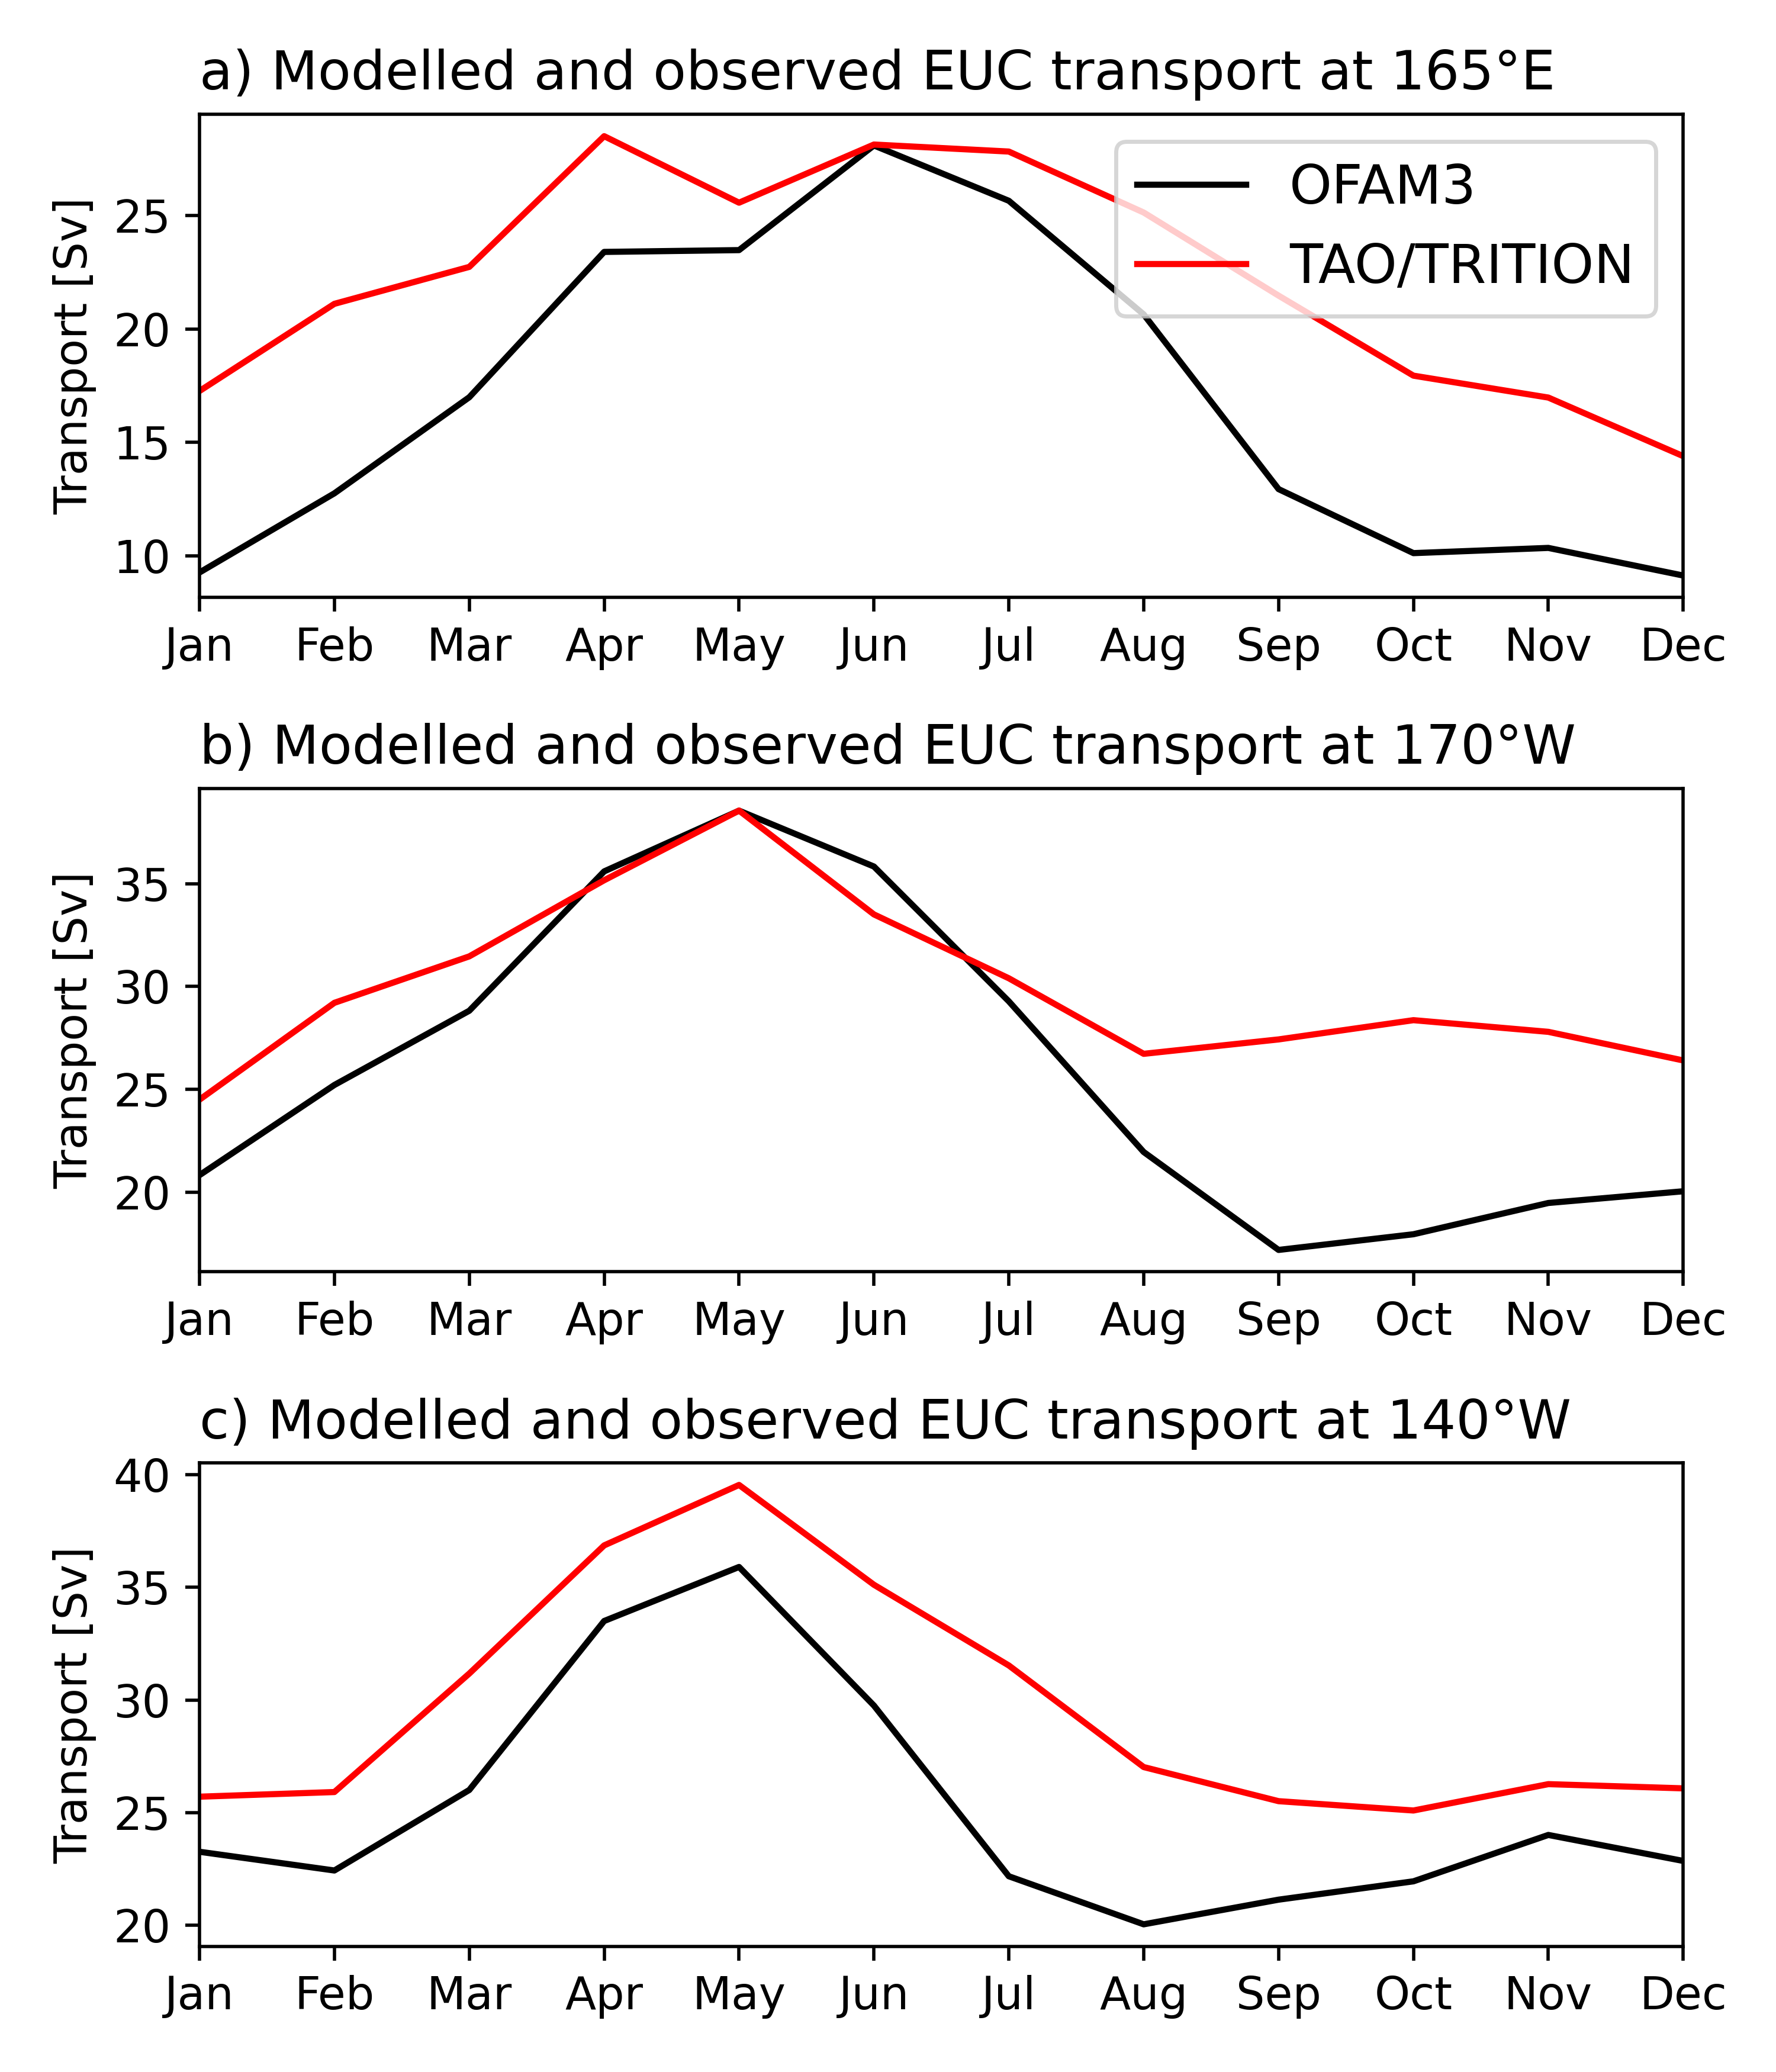 a) Modelled and observed EUC transport at 165°E
Transport [Sv]
25
20
15
10
OFAM3
TAO/TRITION
Jan Feb Mar Apr May Jun Jul Aug Sep Oct Nov Dec
b) Modelled and observed EUC transport at 170°W
Transport [Sv]
35
30
25
20
Jan Feb Mar Apr May Jun Jul Aug Sep Oct Nov Dec
c) Modelled and observed EUC transport at 140°W
Transport [Sv]
40
35
30
25
20
Jan Feb Mar Apr May Jun Jul Aug Sep Oct Nov Dec